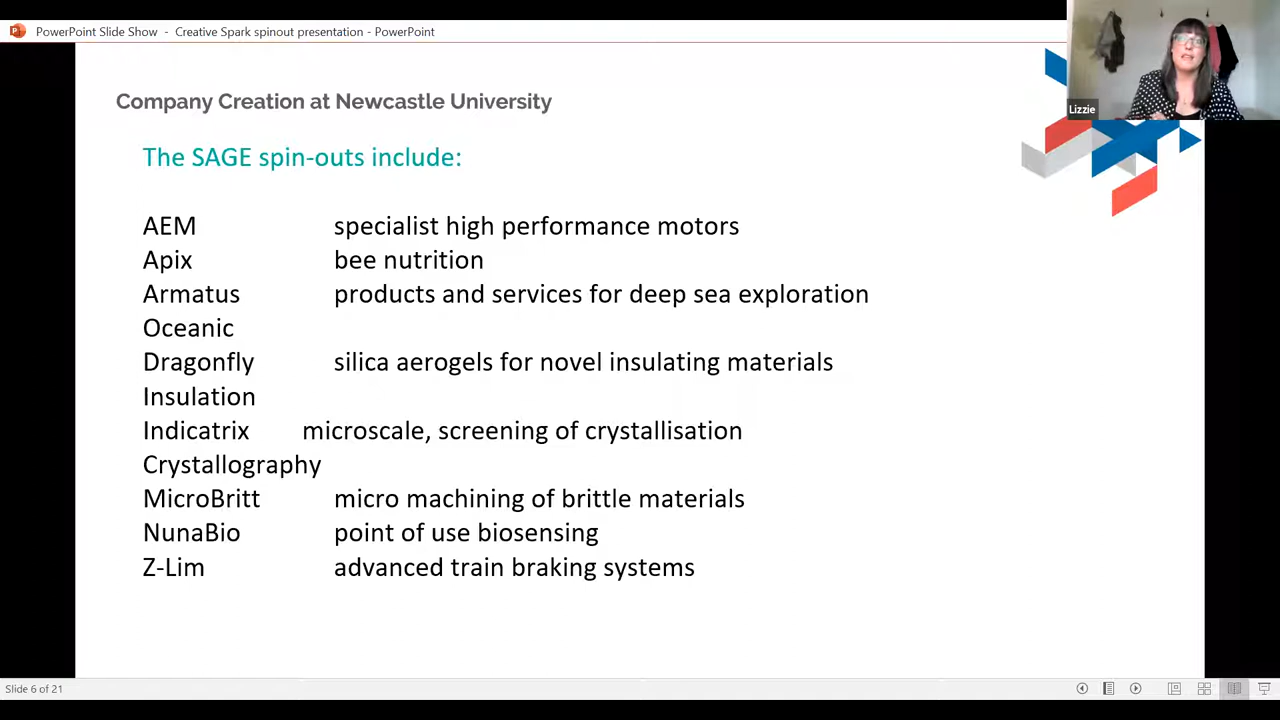 PowerPoint Slide Show - Creative Spark spinout presentation - PowerPoint
Lizzie
Company Creation at Newcastle University
The SAGE spin-outs include:
AEM specialist high performance motors
Apix bee nutrition
Armatus products and services for deep sea exploration
Oceanic
Dragonfly silica aerogels for novel insulating materials
Insulation
Indicatrix microscale, screening of crystallisation
Crystallography
MicroBritt micro machining of brittle materials
NunaBio point of use biosensing
Z-Lim advanced train braking systems
Slide 6 of 21